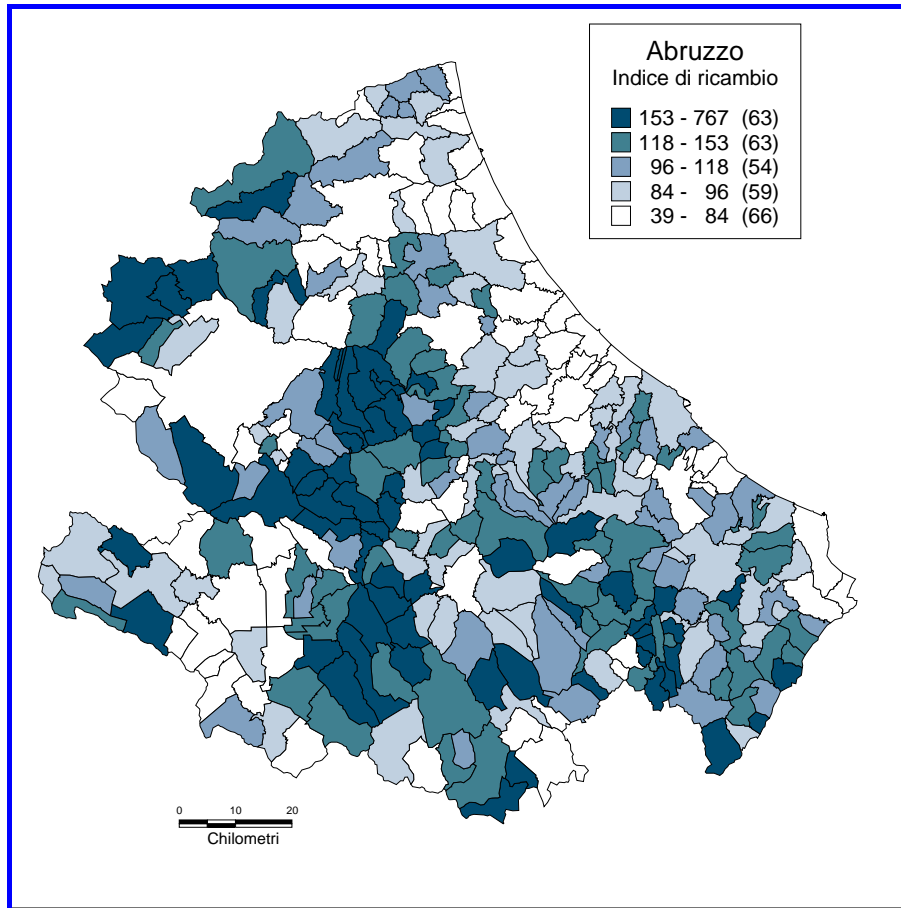 Abruzzo
Indice di ricambio
153 - 767 (63)
118 - 153 (63)
96 - 118 (54)
84 - 96 (59)
39 - 84 (66)
0 10 20
Chilometri